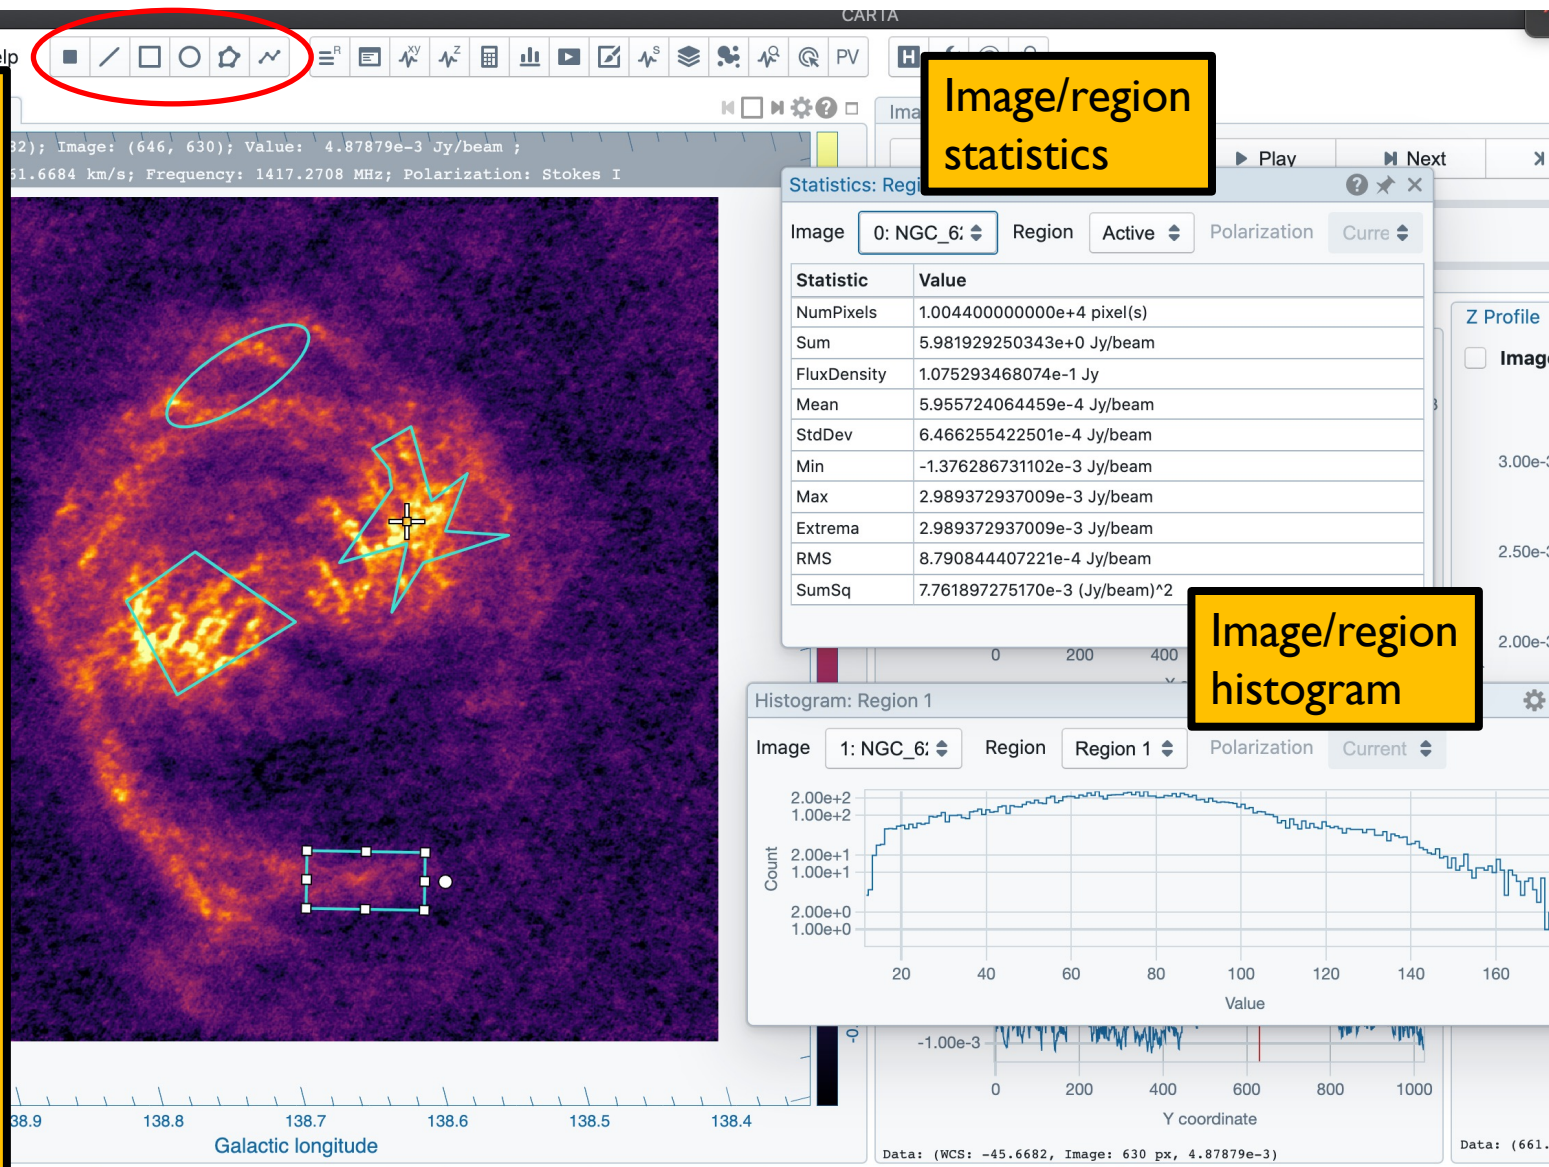 CARTA
elp
R
xy
z
s
PV
H
Image/region
statistics
Ima
Play
Next
32); Image: (646, 630); Value: 4.87879e-3 Jy/beam ;
61.6684 km/s; Frequency: 1417.2708 MHz; Polarization: Stokes I
Statistics: Regi
Image 0: NGC_6: Region Active Polarization Curre
Statistic Value
NumPixels 1.004400000000e+4 pixel(s)
Sum 5.981929250343e+0 Jy/beam
FluxDensity 1.075293468074e-1 Jy
Mean 5.955724064459e-4 Jy/beam
StdDev 6.466255422501e-4 Jy/beam
Min -1.376286731102e-3 Jy/beam
Max 2.989372937009e-3 Jy/beam
Extrema 2.989372937009e-3 Jy/beam
RMS 8.790844407221e-4 Jy/beam
SumSq 7.761897275170e-3 (Jy/beam)^2
Z Profile
Image
3.00e-3
2.50e-3
2.00e-3
0 200 400
Image/region
histogram
Histogram: Region 1
Image 1: NGC_6: Region Region 1 Polarization Current
2.00e+2
1.00e+2
2.00e+1
1.00e+1
2.00e+0
1.00e+0
Count
20 40 60 80 100 120 140 160
Value
-1.00e-3
0 200 400 600 800 1000
Y coordinate
Data: (WCS: -45.6682, Image: 630 px, 4.87879e-3)
Data: (661.
38.9 138.8 138.7 138.6 138.5 138.4
Galactic longitude